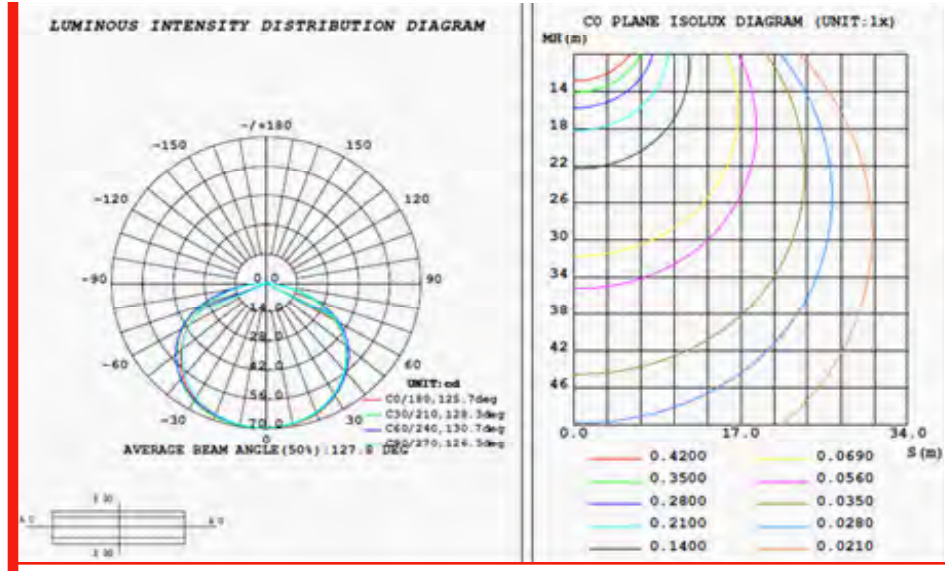 LUMINOUS INTENSITY DISTRIBUTION DIAGRAM
-/+180
-150 150
-120 120
-90 90
-60 60
-30 30
0
0.0
14.0
42.0
56.0
70.0
UNIT:cd
C0/180,125.7deg
C30/210,128.3deg
C60/240,130.7deg
C90/270,126.5deg
AVERAGE BEAM ANGLE(50%):127.8 DEG
C0 PLANE ISOLUX DIAGRAM (UNIT:lx)
MH(m)
14
18
22
26
30
34
38
42
46
0.0 17.0 34.0
S(m)
0.4200 0.0690
0.3500 0.0560
0.2800 0.0350
0.2100 0.0280
0.1400 0.0210